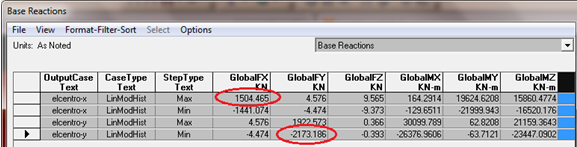 Base Reactions
File View Format-Filter-Sort Select Options
Units: As Noted Base Reactions
OutputCase CaseType StepType GlobalFX GlobalFY GlobalFZ GlobalMX GlobalMY GlobalMZ
Text Text Text KN KN KN KN-m KN-m KN-m
elcentro-x LinModHist Max 1504.465 4.576 9.565 164.2914 19624.6208 15860.4774
elcentro-x LinModHist Min -1441.074 -4.474 -9.373 -129.6511 -21999.943 -16520.176
elcentro-y LinModHist Max 4.576 1922.573 0.366 30099.789 62.8208 21159.3643
elcentro-y LinModHist Min -4.474 -2173.186 -0.393 -26376.9606 -63.7121 -23447.0902